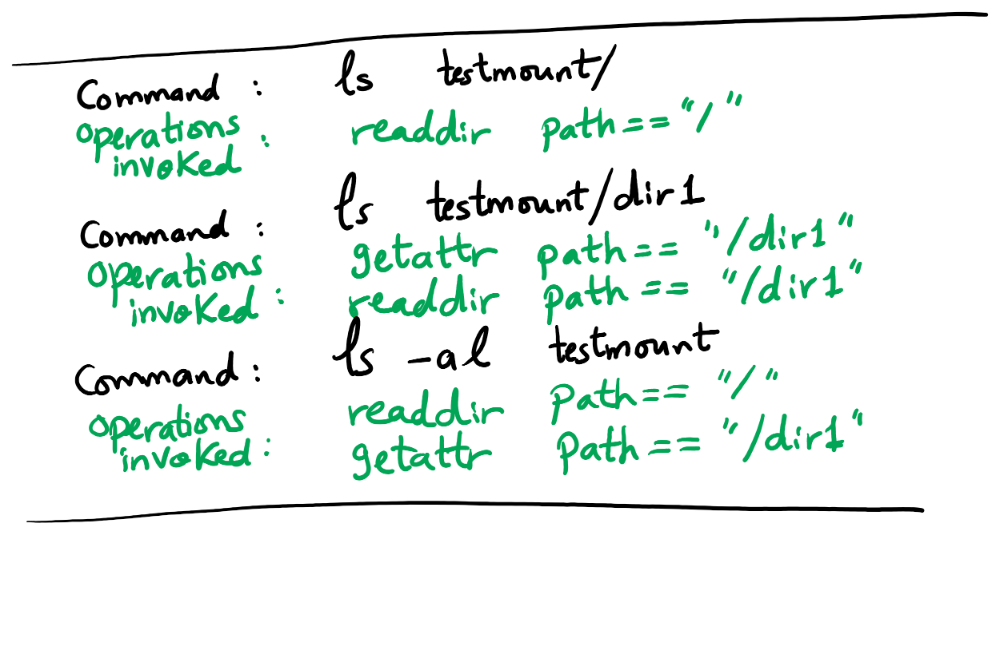 Command : ls testmount/
operations invoked : readdir path == "/"
Command : ls testmount/dir1
operations getattr path == "/dir1"
invoked : readdir path == "/dir1"
Command : ls -al testmount
operations readdir path == "/"
invoked : getattr path == "/dir1"